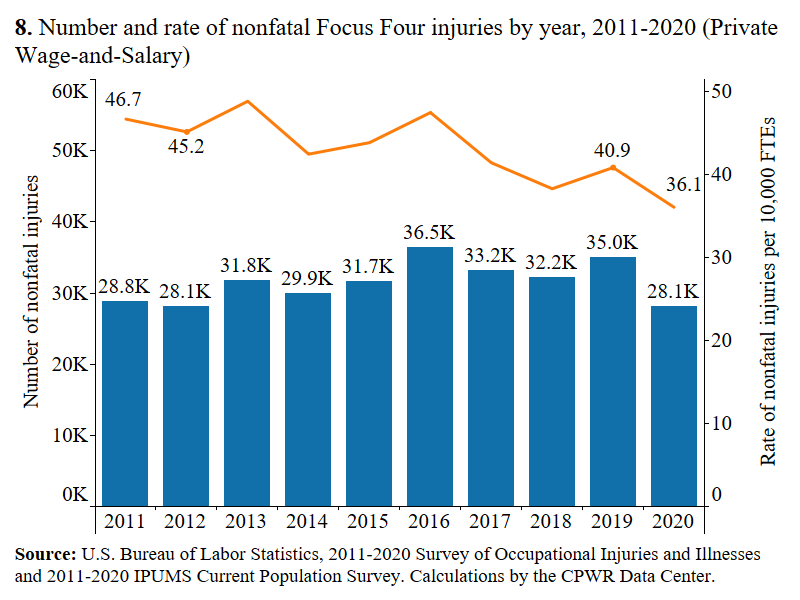 8. Number and rate of nonfatal Focus Four injuries by year, 2011-2020 (Private
Wage-and-Salary)
60K
50K
40K
30K
20K
10K
0K
Number of nonfatal injuries
46.7
45.2
40.9
36.1
28.8K
28.1K
31.8K
29.9K
31.7K
36.5K
33.2K
32.2K
35.0K
28.1K
50
40
30
20
10
0
Rate of nonfatal injuries per 10,000 FTEs
2011 2012 2013 2014 2015 2016 2017 2018 2019 2020
Source: U.S. Bureau of Labor Statistics, 2011-2020 Survey of Occupational Injuries and Illnesses
and 2011-2020 IPUMS Current Population Survey. Calculations by the CPWR Data Center.